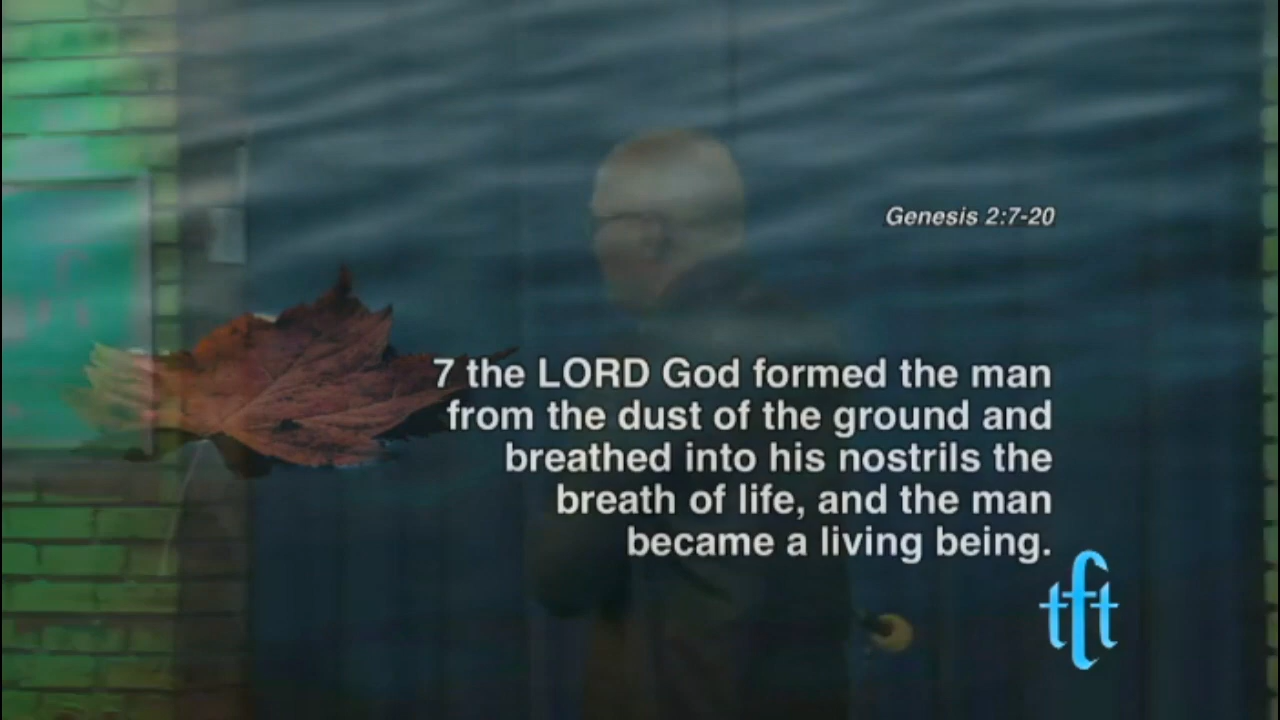 Genesis 2:7-20
7 the LORD God formed the man
from the dust of the ground and
breathed into his nostrils the
breath of life, and the man
became a living being.
tft